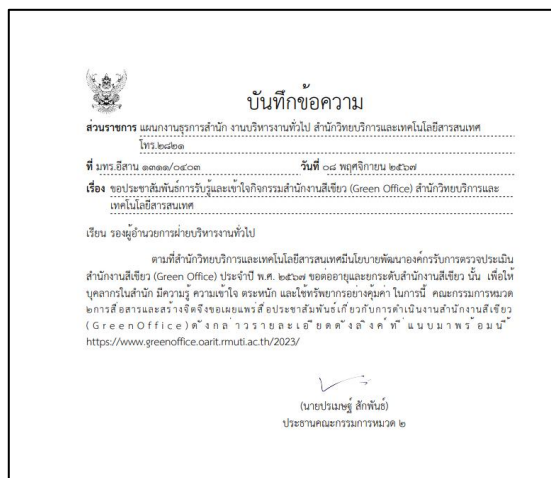 บันทึกข้อความ
ส่วนราชการ แผนกงานธุรการสำนัก งานบริหารงานทั่วไป สำนักวิทยบริการและเทคโนโลยีสารสนเทศ
โทร.๒๘๒๑
ที่ มทร.อีสาน ๑๓๑๑/๐๔๐๓ วันที่ ๐๘ พฤศจิกายน ๒๕๖๗
เรื่อง ขอประชาสัมพันธ์การรับรู้และเข้าใจกิจกรรมสำนักงานสีเขียว (Green Office) สำนักวิทยบริการและ
เทคโนโลยีสารสนเทศ
เรียน รองผู้อำนวยการฝ่ายบริหารงานทั่วไป
ตามที่สำนักวิทยบริการและเทคโนโลยีสารสนเทศมีนโยบายพัฒนาองค์กรรับการตรวจประเมิน
สำนักงานสีเขียว (Green Office) ประจำปี พ.ศ. ๒๕๖๗ ขอต่ออายุและยกระดับสำนักงานสีเขียว นั้น เพื่อให้
บุคลากรในสำนัก มีความรู้ ความเข้าใจ ตระหนัก และใช้ทรัพยากรอย่างคุ้มค่า ในการนี้ คณะกรรมการหมวด
๒การสื่อสารและสร้างจิตจึงขอเผยแพร่สื่อประชาสัมพันธ์เกี่ยวกับการดำเนินงานสำนักงานสีเขียว
(GreenOffice)ดังกล่าวรายละเอียดดังลิงค์ที่แนบมาพร้อมนี้
https://www.greenoffice.oarit.rmuti.ac.th/2023/
(นายปรเมษฐ์ สักพันธ์)
ประธานคณะกรรมการหมวด ๒